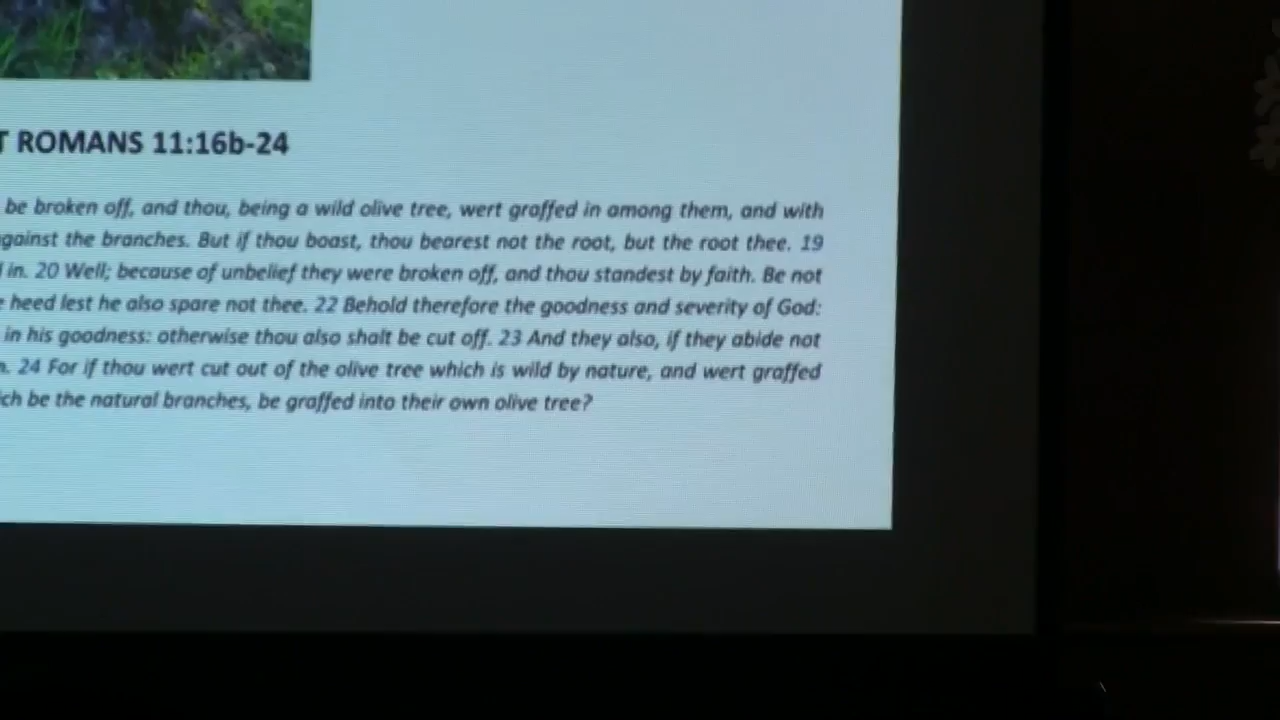 T ROMANS 11:16b-24
be broken off, and thou, being a wild olive tree, wert graffed in among them, and with
gainst the branches. But if thou boast, thou bearest not the root, but the root thee. 19
in. 20 Well; because of unbelief they were broken off, and thou standest by faith. Be not
e heed lest he also spare not thee. 22 Behold therefore the goodness and severity of God:
in his goodness: otherwise thou also shalt be cut off. 23 And they also, if they abide not
. 24 For if thou wert cut out of the olive tree which is wild by nature, and wert graffed
ich be the natural branches, be graffed into their own olive tree?